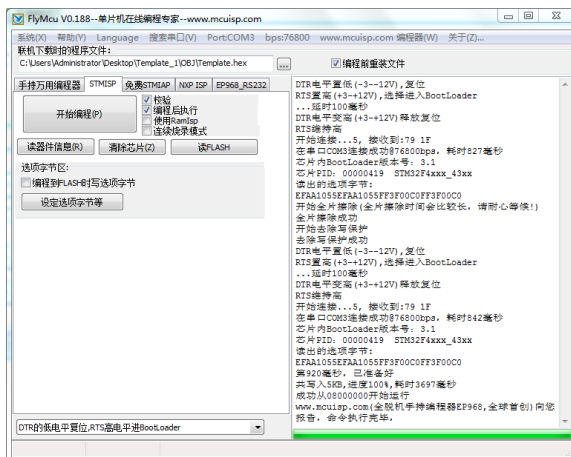 FlyMcu V0.188--单片机在线编程专家--www.mcuisp.com
系统(X) 帮助(Y) Language 搜索串口(V) Port:COM3 bps:76800 www.mcuisp.com 编程器(W) 关于(Z)...
联机下载时的程序文件:
C:\Users\Administrator\Desktop\Template_1\OBJ\Template.hex ... 编程前重装文件
手持万用编程器 STMISP 免费STMIAP NXP ISP EP968_RS232
开始编程(P)
校验
编程后执行
使用RamIsp
连续烧录模式
读器件信息(R) 清除芯片(Z) 读FLASH
选项字节区:
编程到FLASH时写选项字节
设定选项字节等
DTR的低电平复位,RTS高电平进BootLoader
DTR电平置低(-3--12V),复位
RTS置高(+3-+12V),选择进入BootLoader
...延时100毫秒
DTR电平变高(+3-+12V)释放复位
RTS维持高
开始连接...5, 接收到:79 1F
在串口COM3连接成功@76800bps, 耗时827毫秒
芯片内BootLoader版本号: 3.1
芯片PID: 00000419 STM32F4xxx_43xx
读出的选项字节:
EFAA1055EFAA1055FF3F00C0FF3F00C0
开始全片擦除(全片擦除时间会比较长, 请耐心等候!)
全片擦除成功
开始去除写保护
去除写保护成功
DTR电平置低(-3--12V),复位
RTS置高(+3-+12V),选择进入BootLoader
...延时100毫秒
DTR电平变高(+3-+12V)释放复位
RTS维持高
开始连接...5, 接收到:79 1F
在串口COM3连接成功@76800bps, 耗时842毫秒
芯片内BootLoader版本号: 3.1
芯片PID: 00000419 STM32F4xxx_43xx
读出的选项字节:
EFAA1055EFAA1055FF3F00C0FF3F00C0
第920毫秒, 已准备好
共写入5KB,进度100%,耗时3697毫秒
成功从08000000开始运行
www.mcuisp.com(全脱机手持编程器EP968,全球首创)向您
报告, 命令执行完毕,